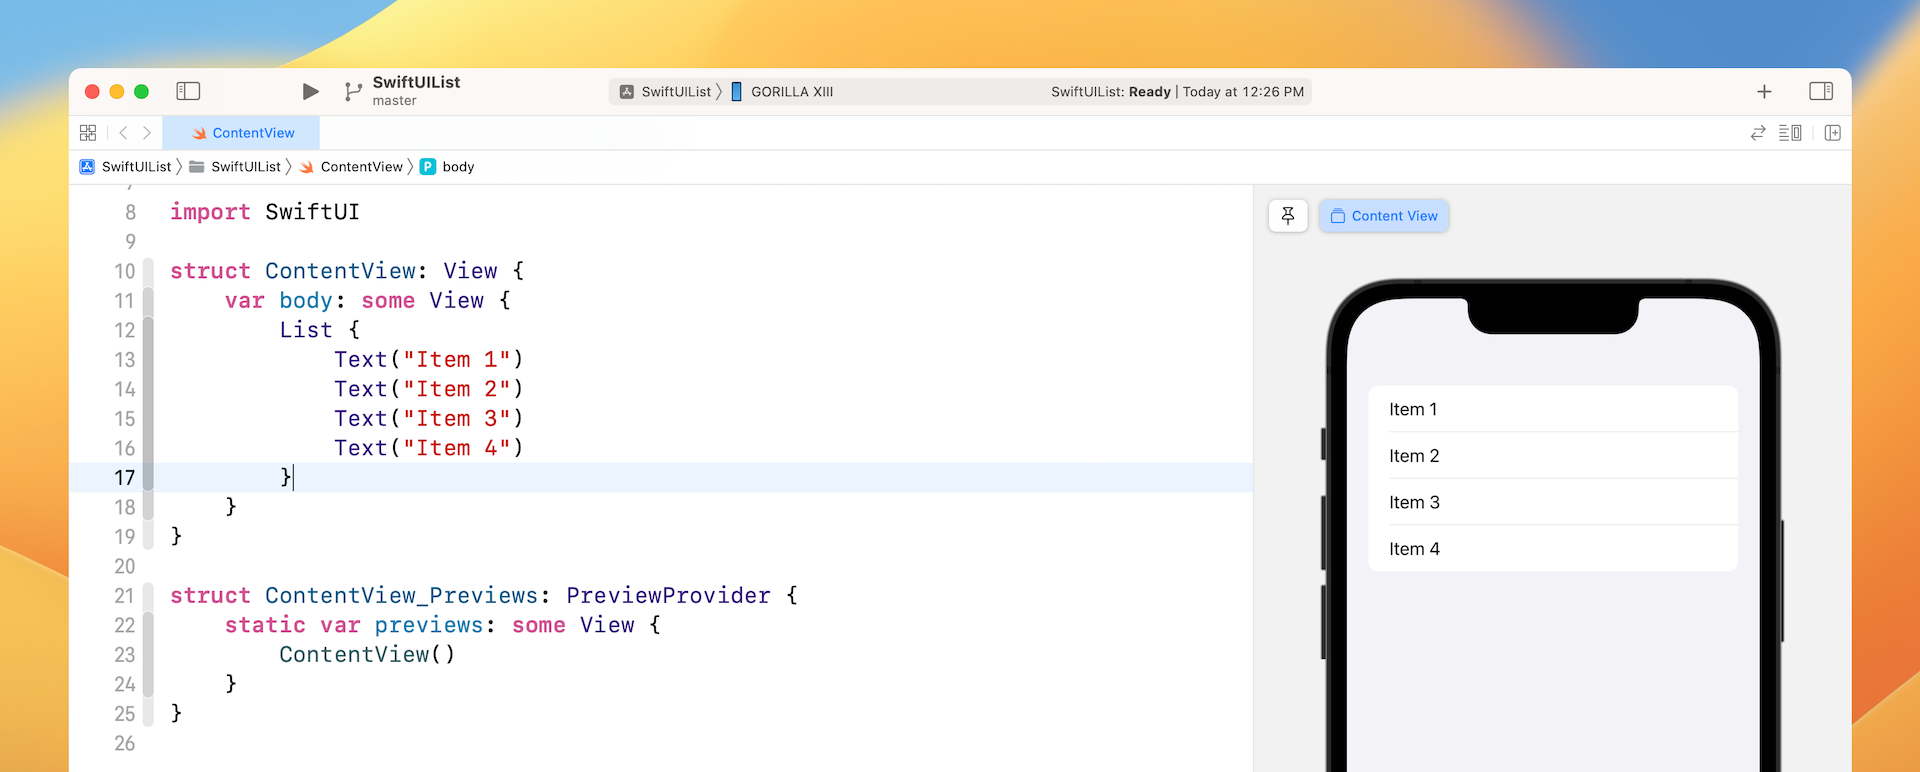 SwiftUIList
master
SwiftUIList GORILLA XIII SwiftUIList: Ready | Today at 12:26 PM
ContentView
SwiftUIList SwiftUIList ContentView P body
8 import SwiftUI
9
10 struct ContentView: View {
11 var body: some View {
12 List {
13 Text("Item 1")
14 Text("Item 2")
15 Text("Item 3")
16 Text("Item 4")
17 }
18 }
19 }
20
21 struct ContentView_Previews: PreviewProvider {
22 static var previews: some View {
23 ContentView()
24 }
25 }
26
Content View
Item 1
Item 2
Item 3
Item 4